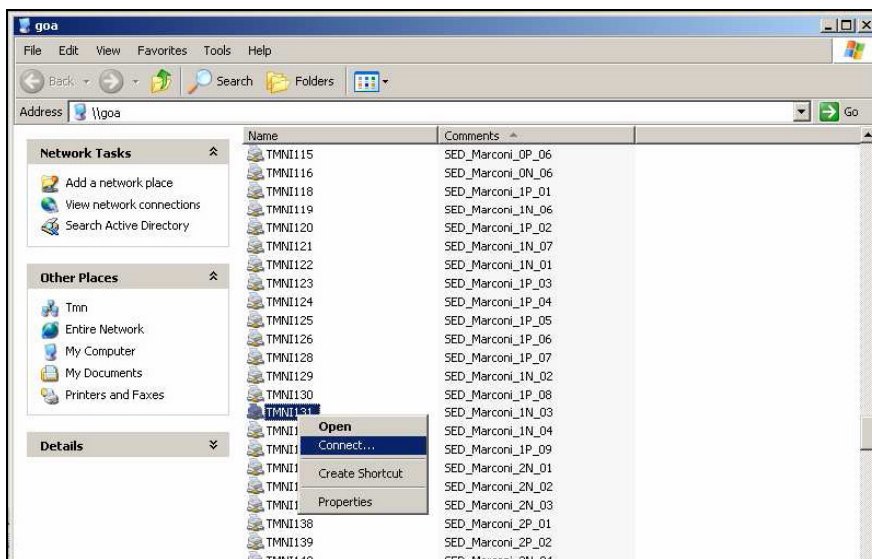 goa
File Edit View Favorites Tools Help
Back Search Folders
Address \\goa Go
Network Tasks
Add a network place
View network connections
Search Active Directory
Other Places
Tmn
Entire Network
My Computer
My Documents
Printers and Faxes
Details
Name Comments
TMNI115 SED_Marconi_0P_06
TMNI116 SED_Marconi_0N_06
TMNI118 SED_Marconi_1P_01
TMNI119 SED_Marconi_1N_06
TMNI120 SED_Marconi_1P_02
TMNI121 SED_Marconi_1N_07
TMNI122 SED_Marconi_1N_01
TMNI123 SED_Marconi_1P_03
TMNI124 SED_Marconi_1P_04
TMNI125 SED_Marconi_1P_05
TMNI126 SED_Marconi_1P_06
TMNI128 SED_Marconi_1P_07
TMNI129 SED_Marconi_1N_02
TMNI130 SED_Marconi_1P_08
TMNI131 SED_Marconi_1N_03
SED_Marconi_1N_04
SED_Marconi_1P_09
SED_Marconi_2N_01
SED_Marconi_2N_02
SED_Marconi_2N_03
TMNI138 SED_Marconi_2P_01
TMNI139 SED_Marconi_2P_02
Open
Connect...
Create Shortcut
Properties